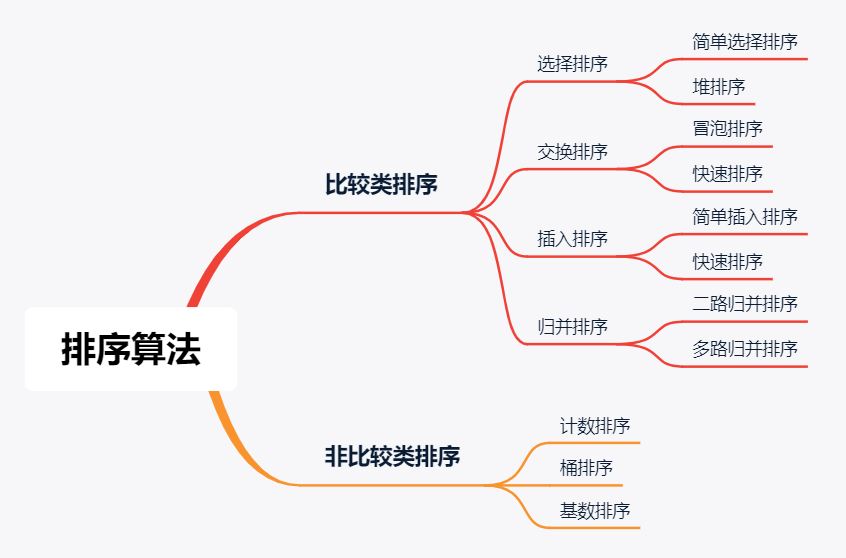 排序算法
比较类排序
选择排序
简单选择排序
堆排序
交换排序
冒泡排序
快速排序
插入排序
简单插入排序
快速排序
归并排序
二路归并排序
多路归并排序
非比较类排序
计数排序
桶排序
基数排序